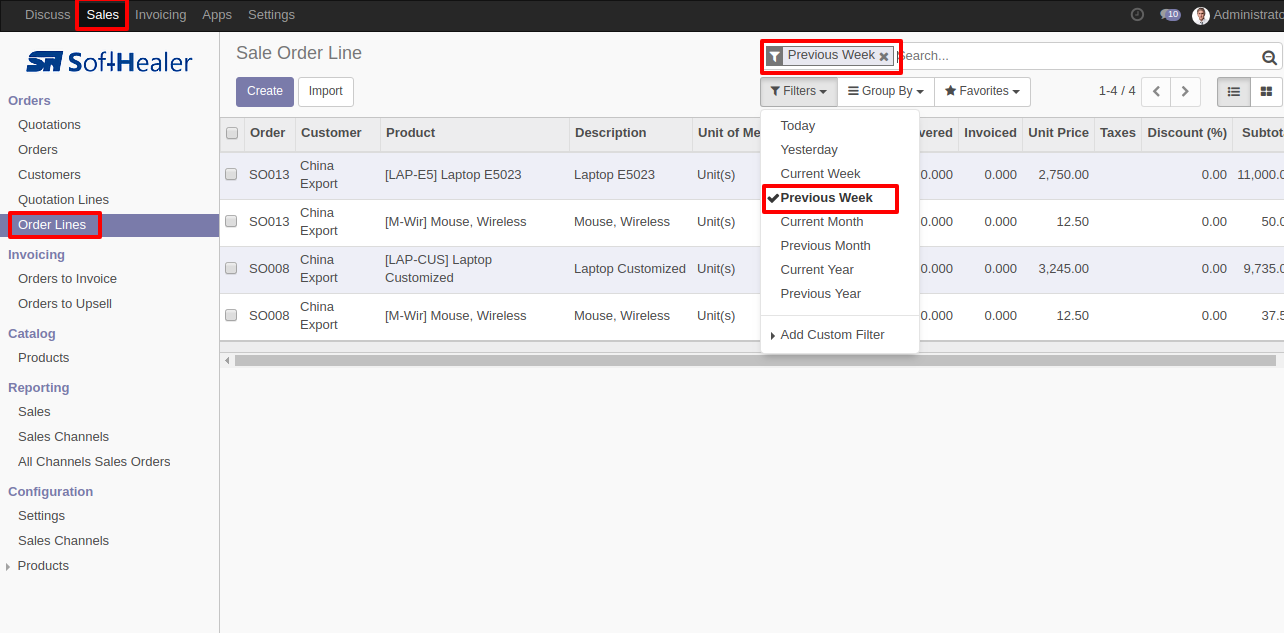 Discuss Sales Invoicing Apps Settings 10 Administrato
SoftHealer
Sale Order Line
Previous Week Search...
Create Import
Filters Group By Favorites 1-4 / 4
Orders
Quotations
Orders
Customers
Quotation Lines
Order Lines
Invoicing
Orders to Invoice
Orders to Upsell
Catalog
Products
Reporting
Sales
Sales Channels
All Channels Sales Orders
Configuration
Settings
Sales Channels
Products
Order Customer Product Description Unit of Me vered Invoiced Unit Price Taxes Discount (%) Subtota
SO013 China Export [LAP-E5] Laptop E5023 Laptop E5023 Unit(s) 0.000 0.000 2,750.00 0.00 11,000.0
SO013 China Export [M-Wir] Mouse, Wireless Mouse, Wireless Unit(s) 0.000 0.000 12.50 0.00 50.0
SO008 China Export [LAP-CUS] Laptop Customized Laptop Customized Unit(s) 0.000 0.000 3,245.00 0.00 9,735.0
SO008 China Export [M-Wir] Mouse, Wireless Mouse, Wireless Unit(s) 0.000 0.000 12.50 0.00 37.5
Today
Yesterday
Current Week
Previous Week
Current Month
Previous Month
Current Year
Previous Year
Add Custom Filter